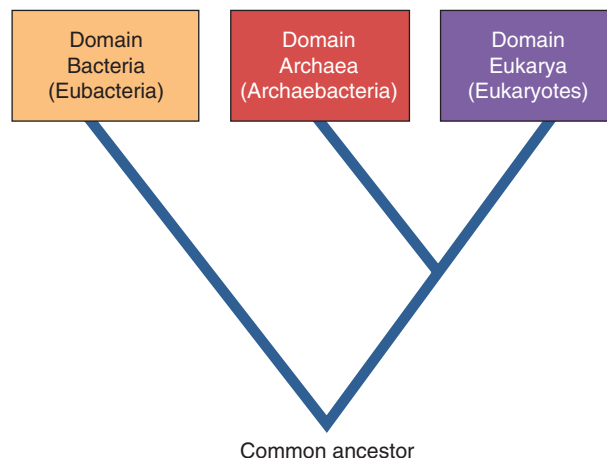 Domain
Bacteria
(Eubacteria)
Domain
Archaea
(Archaebacteria)
Domain
Eukarya
(Eukaryotes)
Common ancestor